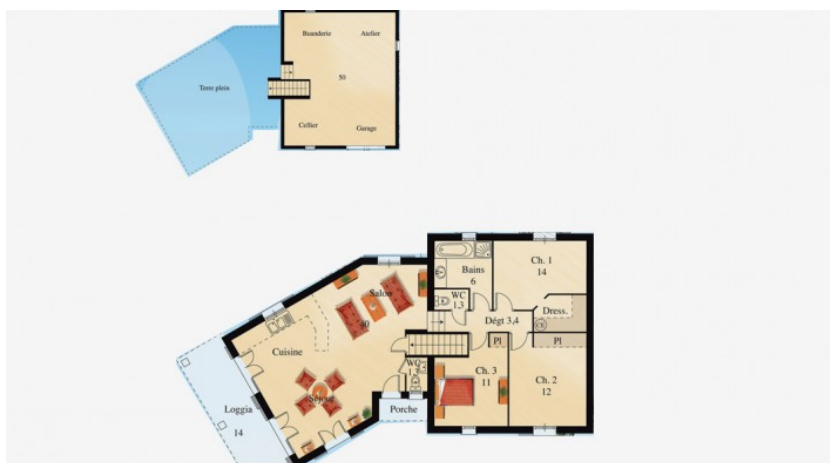 Buanderie Atelier
Terre plein
50
Cellier Garage
Ch. 1
14
Bains
6
Salon
WC
1,3
Dress.
Dégt 3,4
CE
Cuisine
Pl Pl
WC
Ch. 3
11
Ch. 2
12
Séjour
Loggia
14
Porche